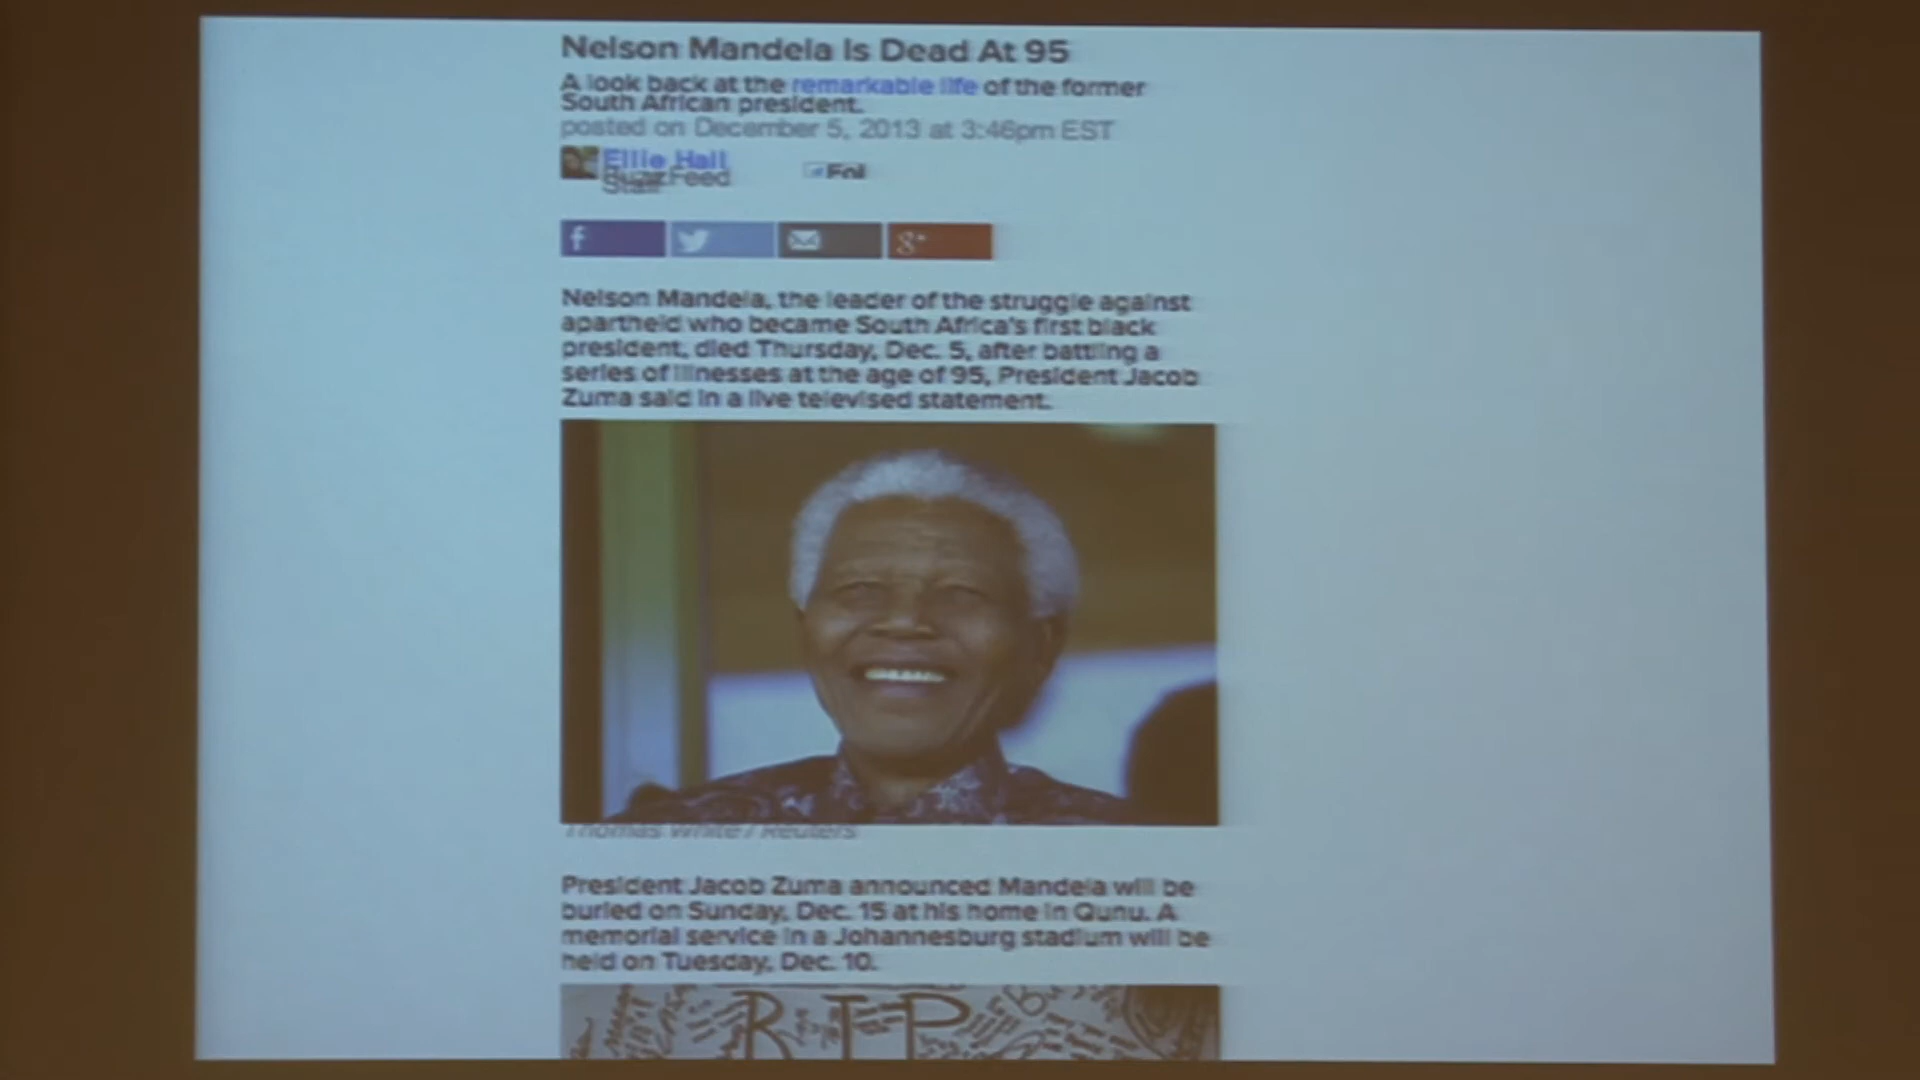 Nelson Mandela Is Dead At 95
A look back at the remarkable life of the former
South African president.
posted on December 5, 2013 at 3:46pm EST
Ellie Hall
BuzzFeed
Staff
Fol
f
g+
Nelson Mandela, the leader of the struggle against
apartheid who became South Africa's first black
president, died Thursday, Dec. 5, after battling a
series of illnesses at the age of 95, President Jacob
Zuma said in a live televised statement.
Thomas White / Reuters
President Jacob Zuma announced Mandela will be
buried on Sunday, Dec. 15 at his home in Qunu. A
memorial service in a Johannesburg stadium will be
held on Tuesday, Dec. 10.
RIP